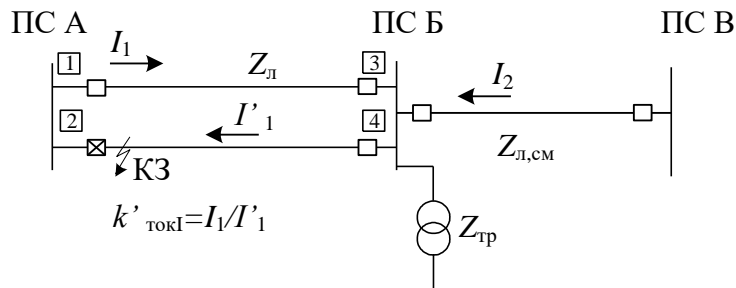 ПС А ПС Б ПС В
1 I₁ Zл 3 I₂
2 I’₁ 4
КЗ Zл,см
k’токI=I₁/I’₁ Zтр